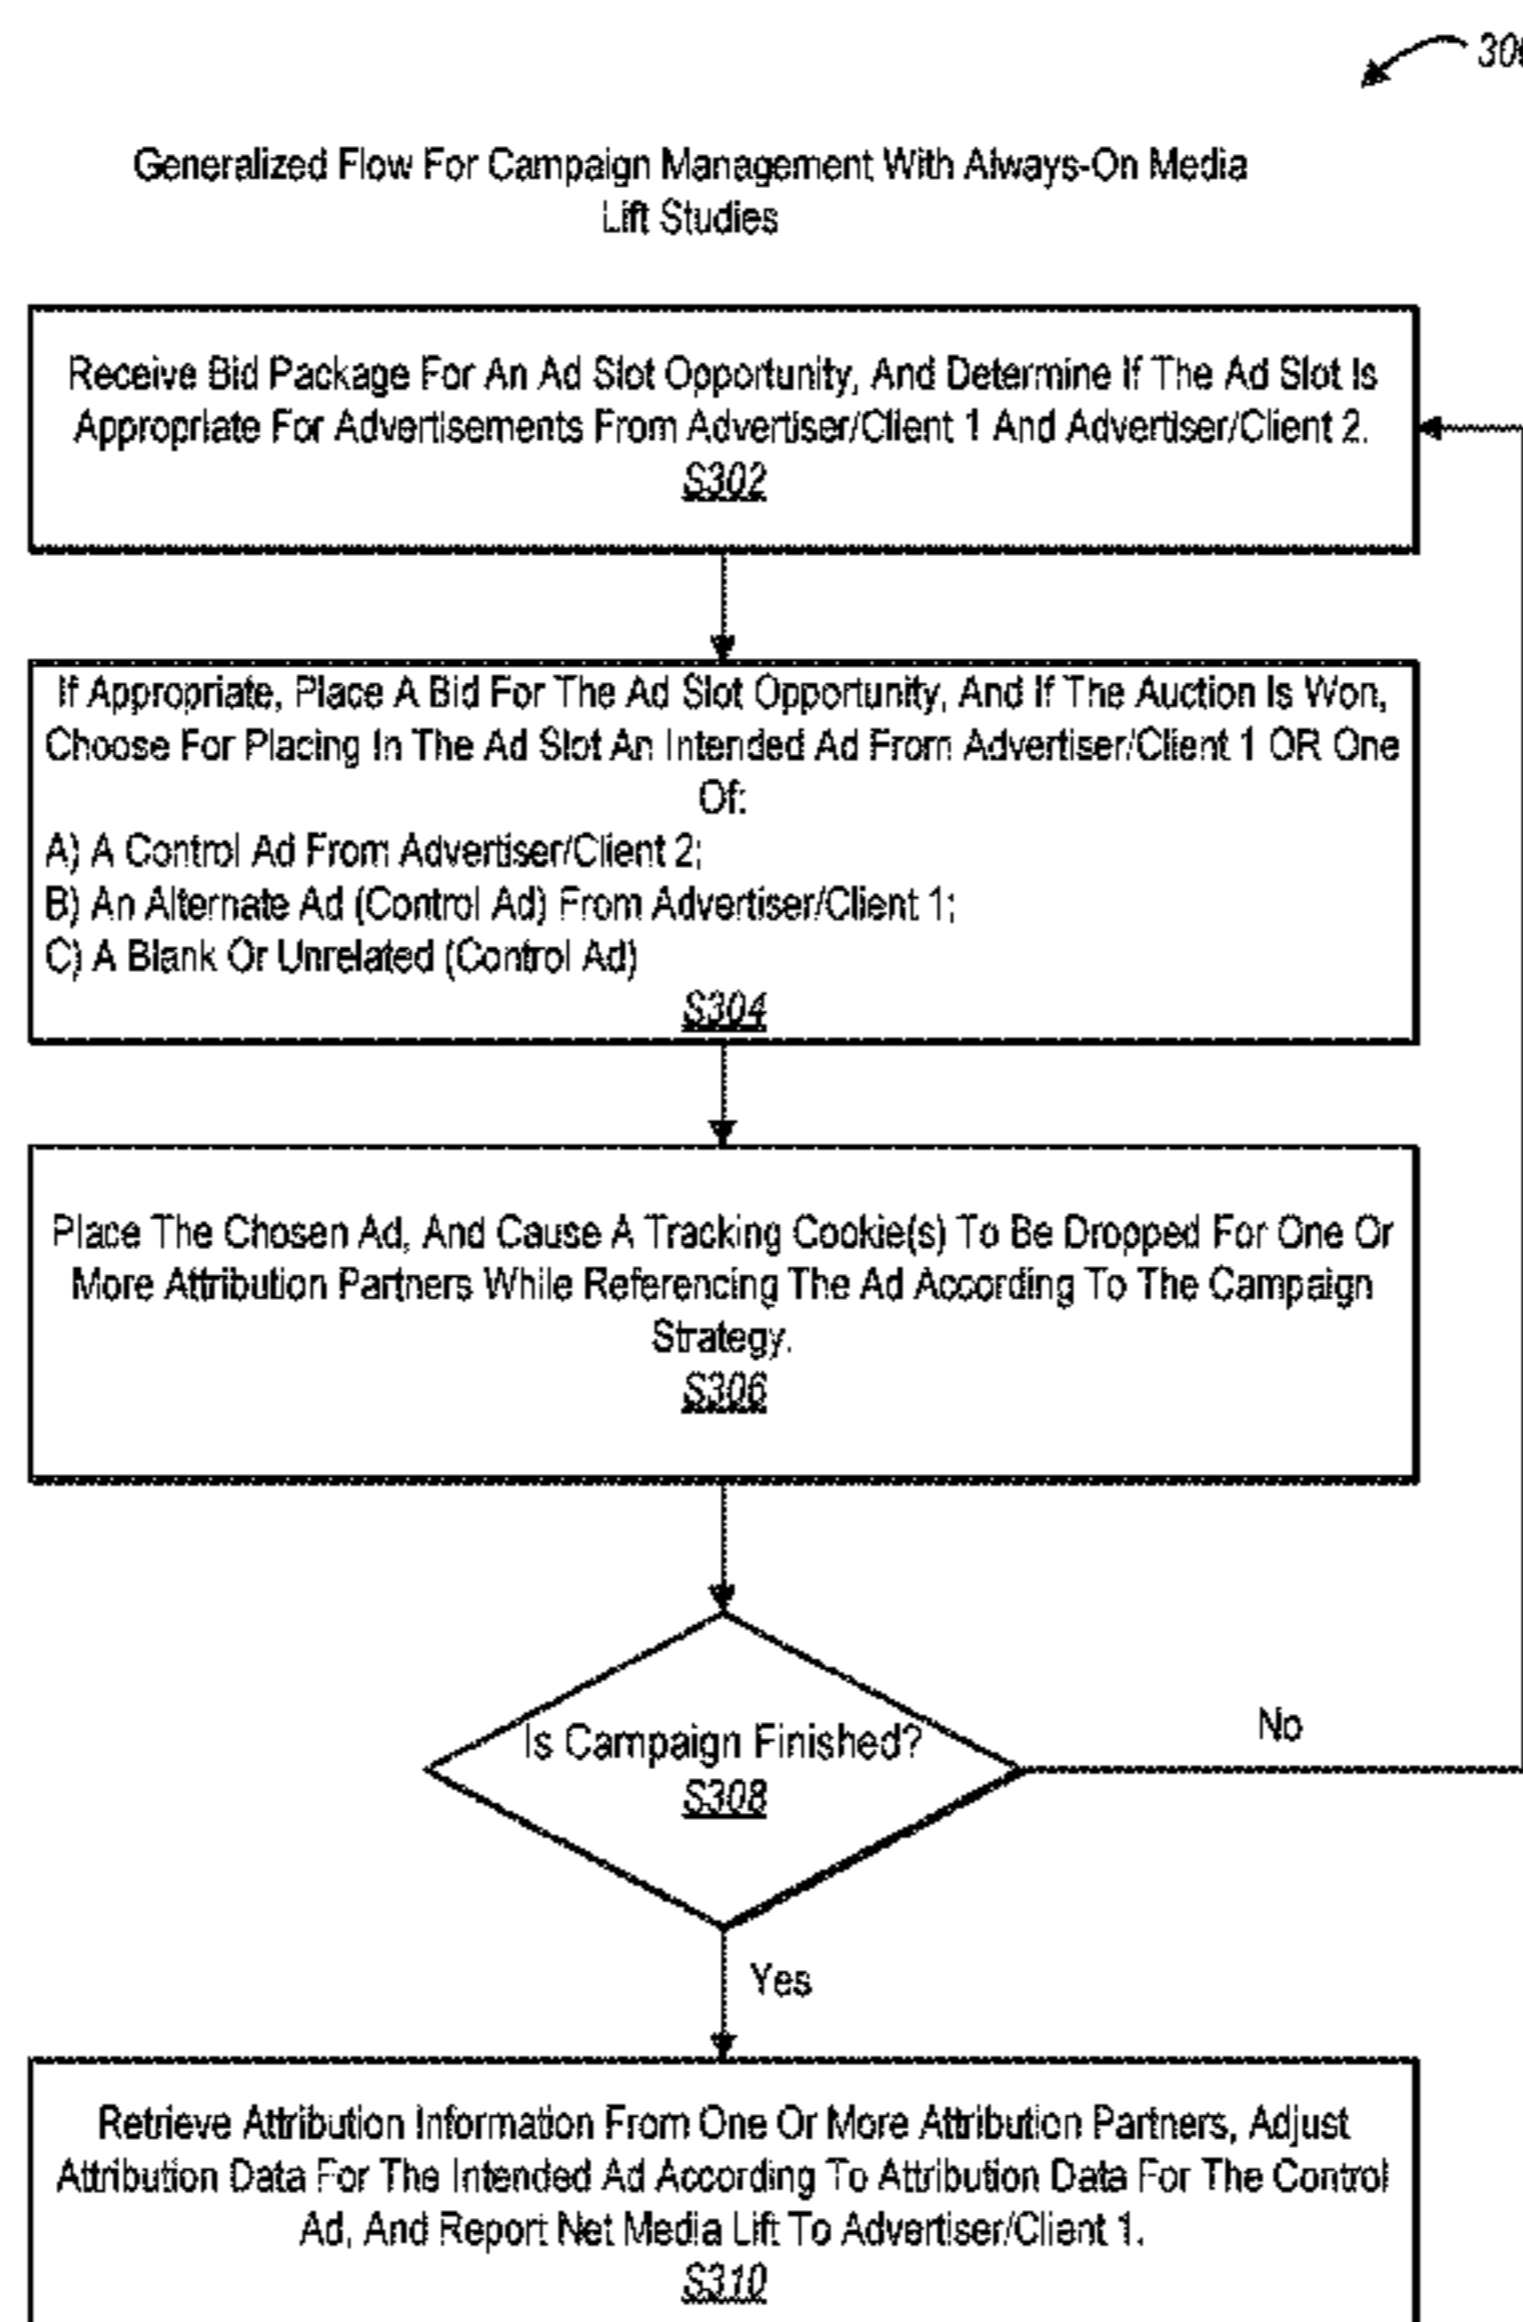 Generalized Flow For Campaign Management With Always-On Media
Lift Studies
Receive Bid Package For An Ad Slot Opportunity, And Determine If The Ad Slot Is
Appropriate For Advertisements From Advertiser/Client 1 And Advertiser/Client 2.
S302
If Appropriate, Place A Bid For The Ad Slot Opportunity, And If The Auction Is Won,
Choose For Placing In The Ad Slot An Intended Ad From Advertiser/Client 1 OR One
Of:
A) A Control Ad From Advertiser/Client 2;
B) An Alternate Ad (Control Ad) From Advertiser/Client 1;
C) A Blank Or Unrelated (Control Ad)
S304
Place The Chosen Ad, And Cause A Tracking Cookie(s) To Be Dropped For One Or
More Attribution Partners While Referencing The Ad According To The Campaign
Strategy.
S306
Is Campaign Finished?
S308
No
Yes
Retrieve Attribution Information From One Or More Attribution Partners, Adjust
Attribution Data For The Intended Ad According To Attribution Data For The Control
Ad, And Report Net Media Lift To Advertiser/Client 1.
S310